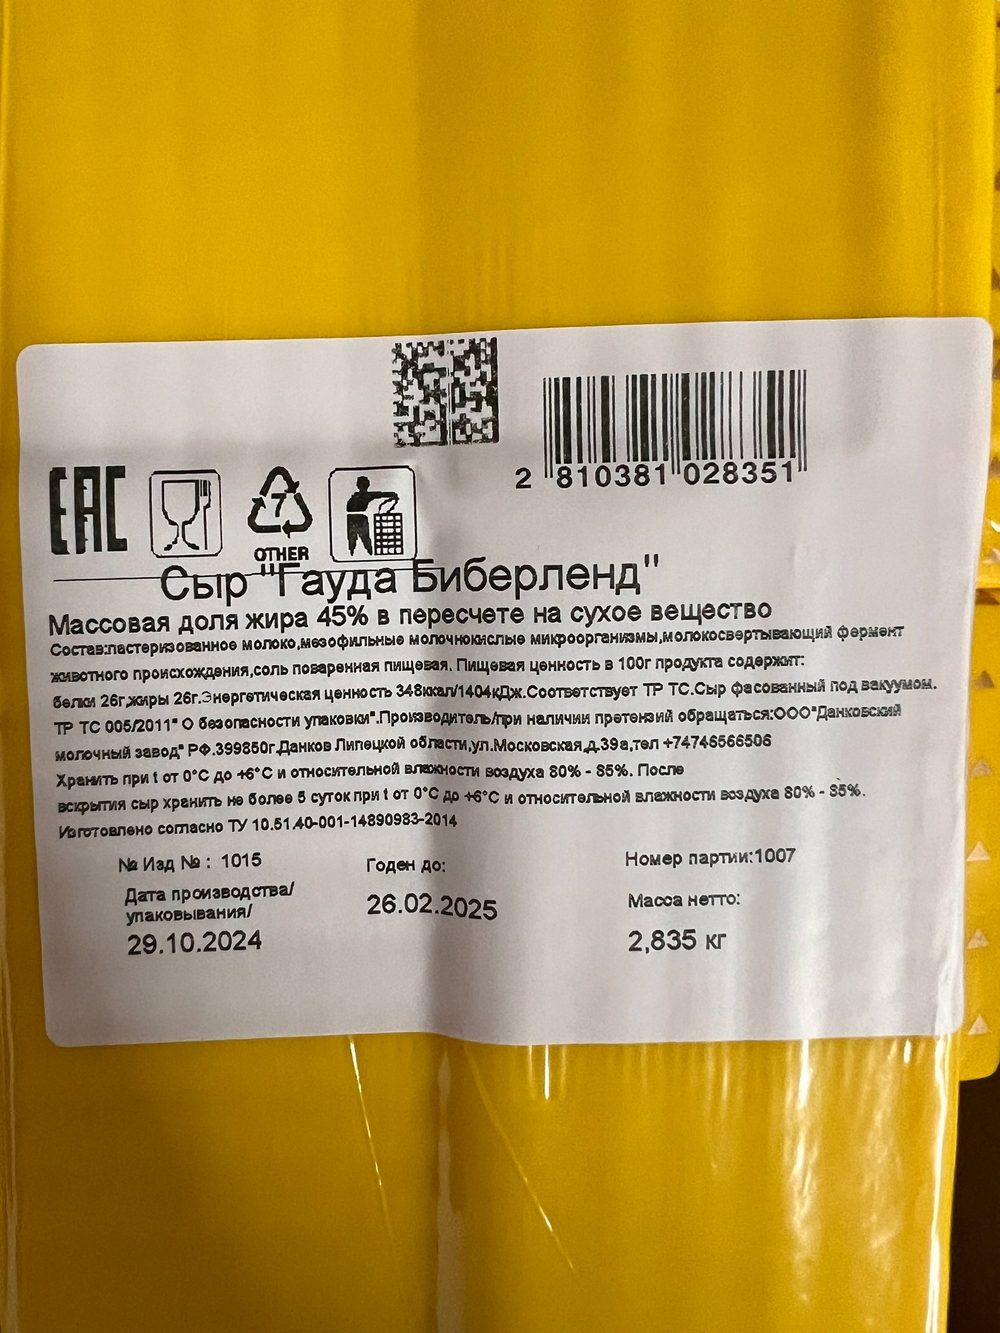 2 810381 028351
EAC
7
OTHER
Сыр "Гауда Биберленд"
Массовая доля жира 45% в пересчете на сухое вещество
Состав:пастеризованное молоко,мезофильные молочнокислые микроорганизмы,молокосвертывающий фермент
животного происхождения,соль поваренная пищевая. Пищевая ценность в 100г продукта содержит:
белки 26г,жиры 26г.Энергетическая ценность 348ккал/1404кДж.Соответствует ТР ТС.Сыр фасованный под вакуумом.
ТР ТС 005/2011" О безопасности упаковки".Производитель/при наличии претензий обращаться:ООО"Данковский
молочный завод" РФ.399850г.Данков Липецкой области,ул.Московская,д.39а,тел +74746566506
Хранить при t от 0°С до +6°С и относительной влажности воздуха 80% - 85%. После
вскрытия сыр хранить не более 5 суток при t от 0°С до +6°С и относительной влажности воздуха 80% - 85%.
Изготовлено согласно ТУ 10.51.40-001-14890983-2014
№ Изд № : 1015
Годен до:
Номер партии:1007
Дата производства/
упаковывания/
26.02.2025
Масса нетто:
29.10.2024
2,835 кг